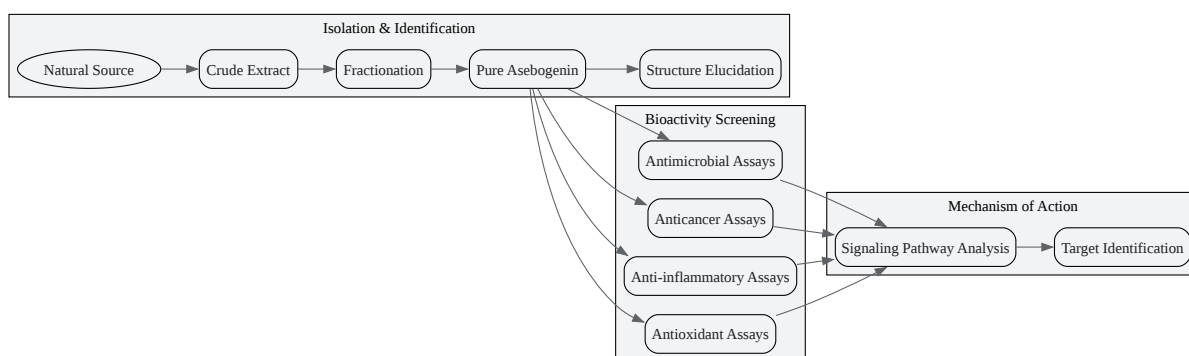 Isolation & Identification
Natural Source
Crude Extract
Fractionation
Pure Asebogenin
Structure Elucidation
Bioactivity Screening
Antimicrobial Assays
Anticancer Assays
Anti-inflammatory Assays
Antioxidant Assays
Mechanism of Action
Signaling Pathway Analysis
Target Identification